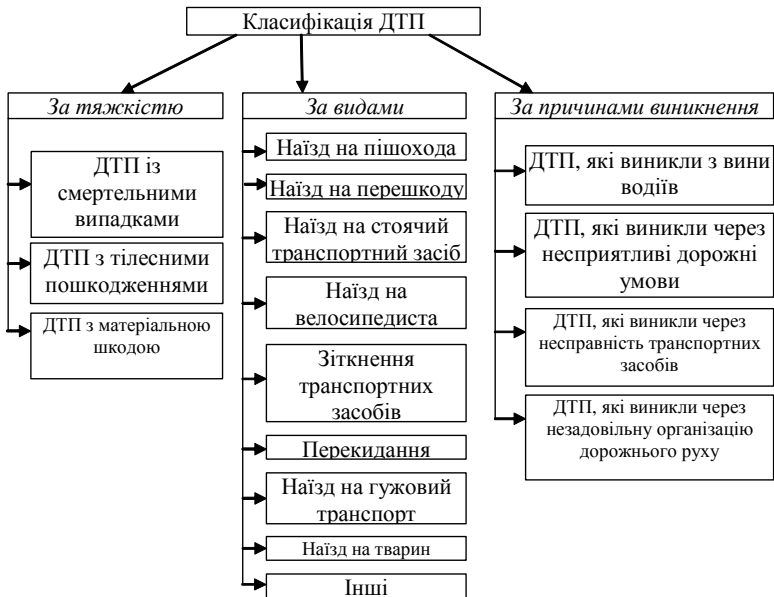 Класифікація ДТП
За тяжкістю
ДТП із
смертельними
випадками
ДТП з тілесними
пошкодженнями
ДТП з матеріальною
шкодою
За видами
Наїзд на пішохода
Наїзд на перешкоду
Наїзд на стоячий
транспортний засіб
Наїзд на
велосипедиста
Зіткнення
транспортних
засобів
Перекидання
Наїзд на гужовий
транспорт
Наїзд на тварин
Інші
За причинами виникнення
ДТП, які виникли з вини
водіїв
ДТП, які виникли через
несприятливі дорожні
умови
ДТП, які виникли через
несправність транспортних
засобів
ДТП, які виникли через
незадовільну організацію
дорожнього руху